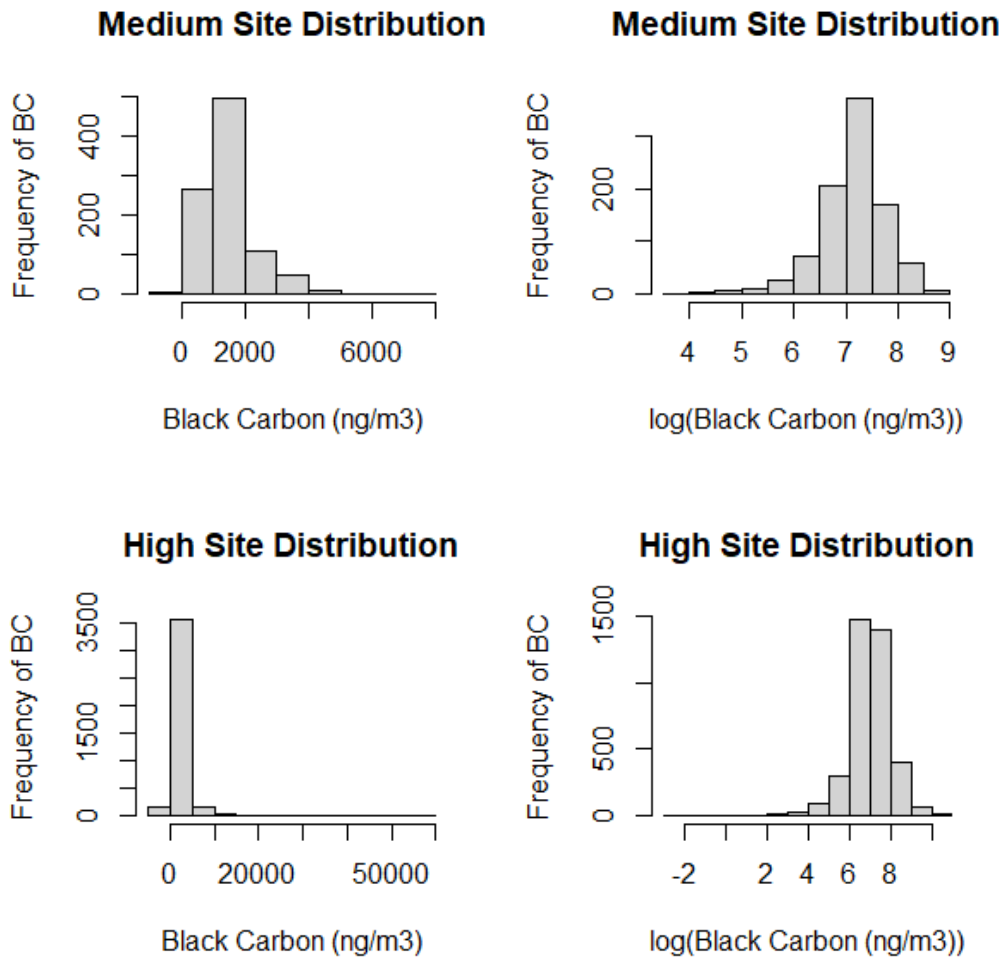 Medium Site Distribution
Frequency of BC
0 200 400
0 2000 6000
Black Carbon (ng/m3)
Medium Site Distribution
Frequency of BC
0 200
4 5 6 7 8 9
log(Black Carbon (ng/m3))
High Site Distribution
Frequency of BC
0 1500 3500
0 20000 50000
Black Carbon (ng/m3)
High Site Distribution
Frequency of BC
0 500 1500
-2 2 4 6 8
log(Black Carbon (ng/m3))